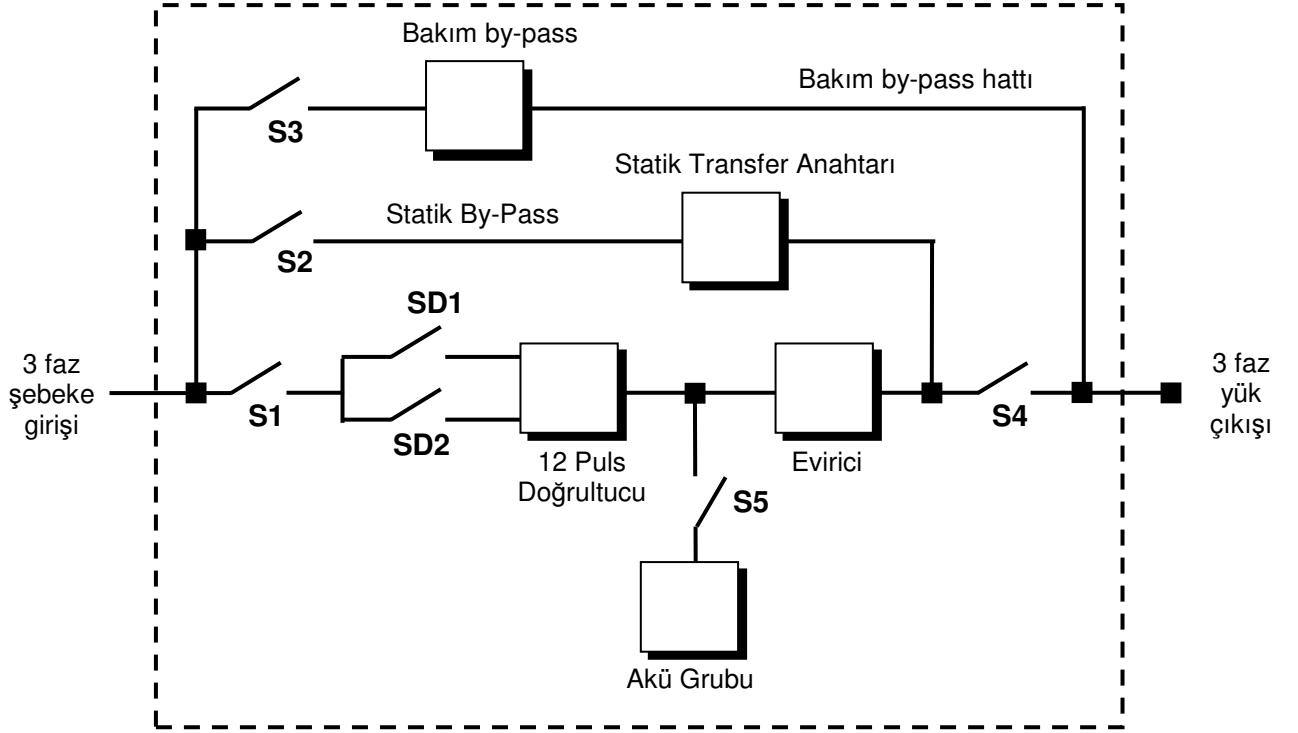 Bakım by-pass
Bakım by-pass hattı
S3
Statik Transfer Anahtarı
Statik By-Pass
S2
SD1
3 faz
şebeke
girişi
S1
SD2
12 Puls
Doğrultucu
Evirici
S4
3 faz
yük
çıkışı
S5
Akü Grubu